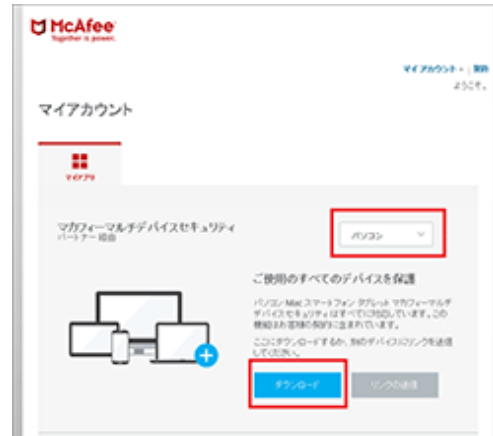 McAfee
Together is power.
マイアカウント
ようこそ。
マイアカウント
マイアプリ
マカフィーマルチデバイスセキュリティ
パートナー 経由
パソコン
ご使用のすべてのデバイスを保護
パソコン Mac スマートフォン タブレット マカフィーマルチ
デバイスセキュリティはすべてに対応しています。この
機能はお客様の契約に含まれています。
ここにダウンロードするか、別のデバイスにリンクを送信
してください。
ダウンロード
リンクの送信